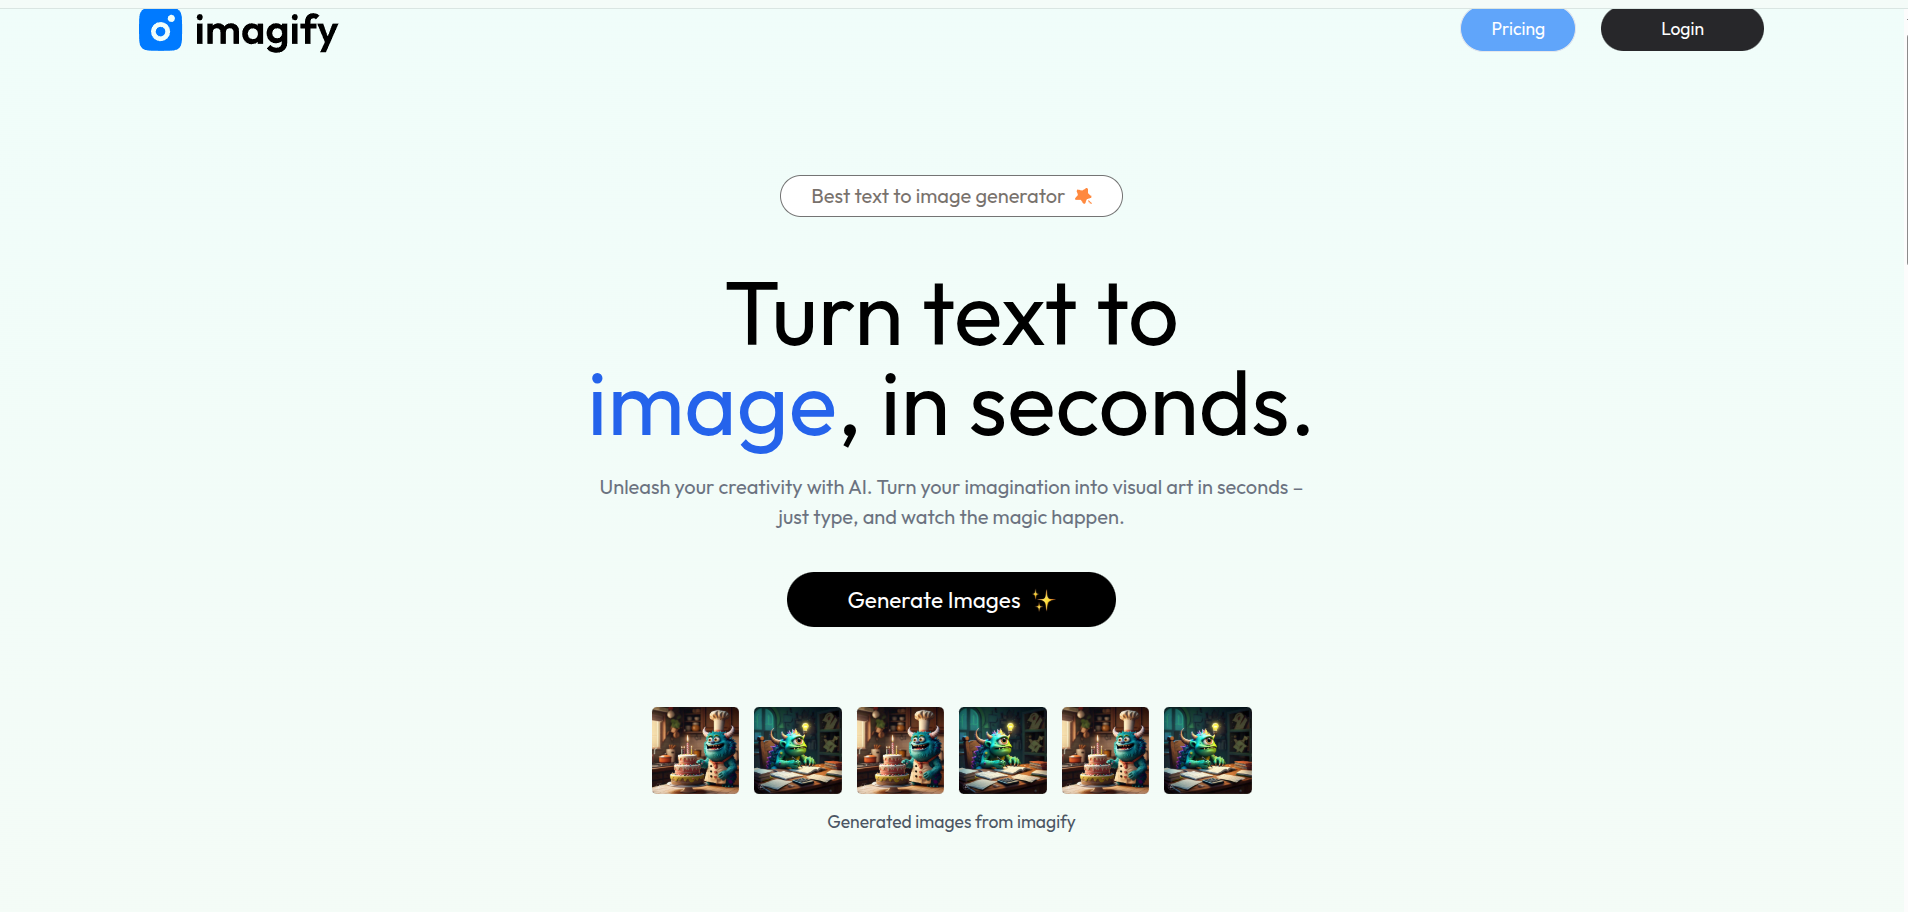 imagify
Pricing
Login
Best text to image generator
Turn text to
image, in seconds.
Unleash your creativity with AI. Turn your imagination into visual art in seconds –
just type, and watch the magic happen.
Generate Images ✨
Generated images from imagify